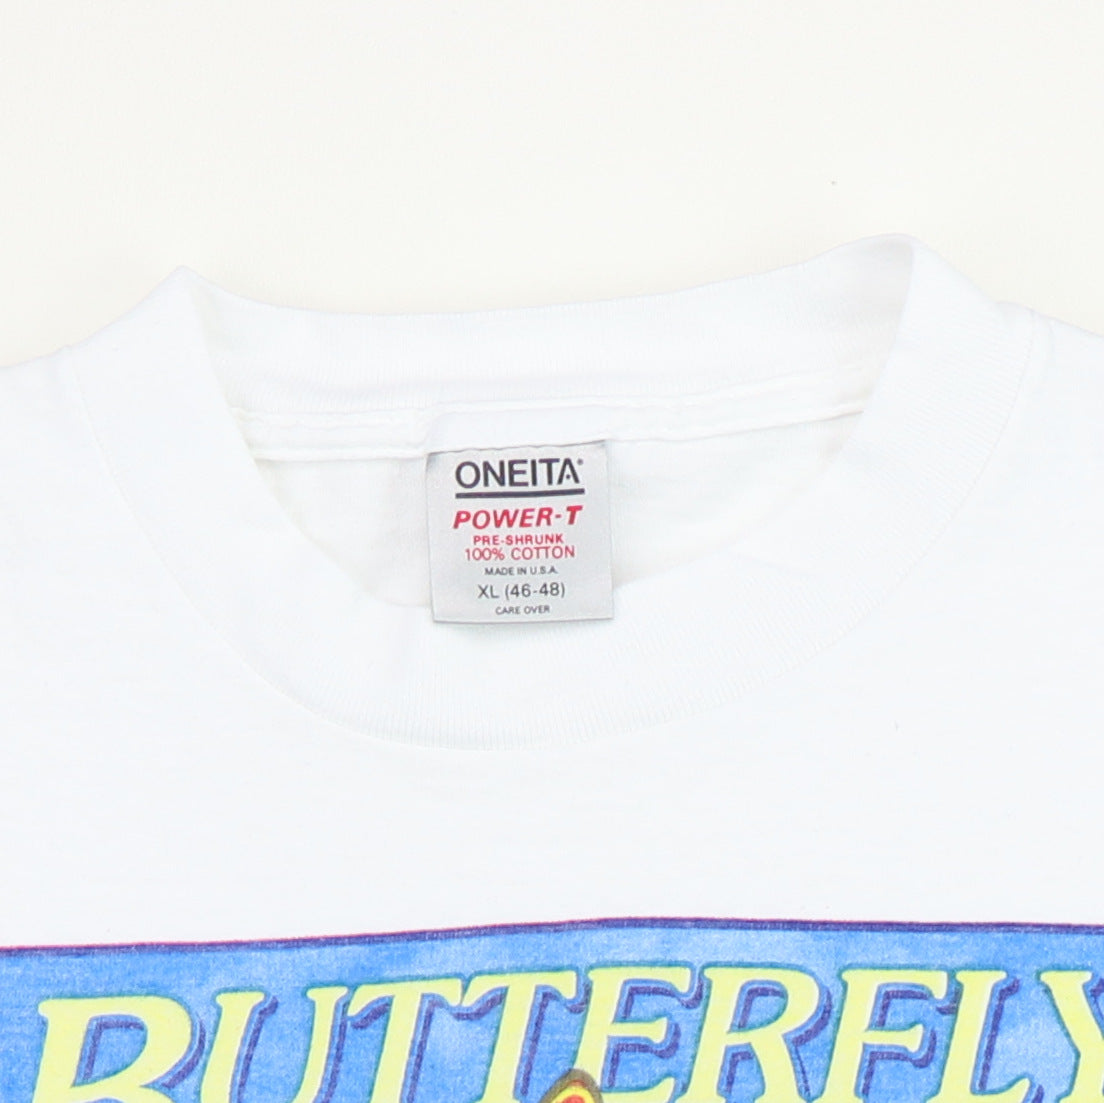 ONEITA®
POWER-T
PRE-SHRUNK
100% COTTON
MADE IN U.S.A.
XL (46-48)
CARE OVER
BUTTERFLY